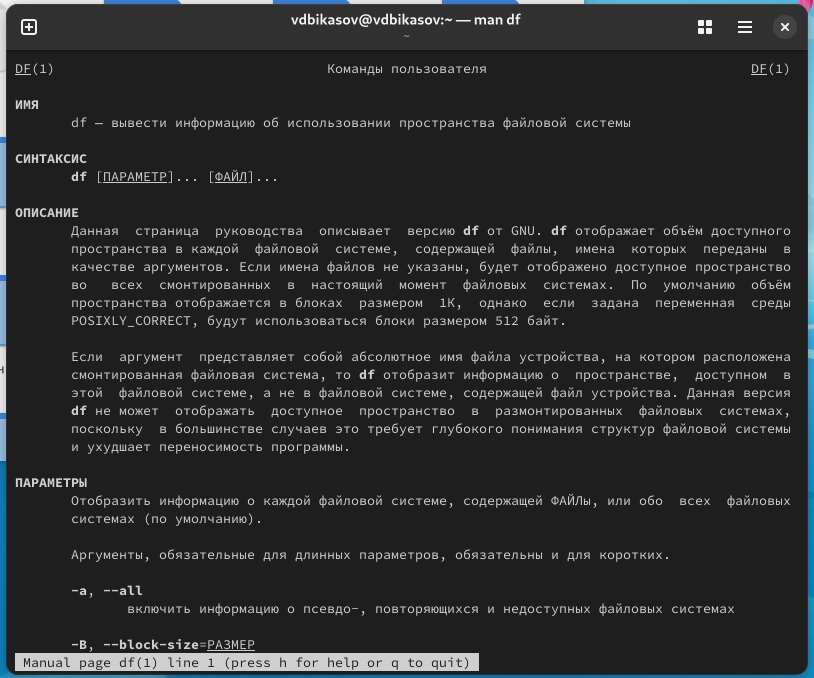 vdbikasov@vdbikasov:~ — man df
~
DF(1) Команды пользователя DF(1)
ИМЯ
df — вывести информацию об использовании пространства файловой системы
СИНТАКСИС
df [ПАРАМЕТР]... [ФАЙЛ]...
ОПИСАНИЕ
Данная страница руководства описывает версию df от GNU. df отображает объём доступного
пространства в каждой файловой системе, содержащей файлы, имена которых переданы в
качестве аргументов. Если имена файлов не указаны, будет отображено доступное пространство
во всех смонтированных в настоящий момент файловых системах. По умолчанию объём
пространства отображается в блоках размером 1K, однако если задана переменная среды
POSIXLY_CORRECT, будут использоваться блоки размером 512 байт.
Если аргумент представляет собой абсолютное имя файла устройства, на котором расположена
смонтированная файловая система, то df отобразит информацию о пространстве, доступном в
этой файловой системе, а не в файловой системе, содержащей файл устройства. Данная версия
df не может отображать доступное пространство в размонтированных файловых системах,
поскольку в большинстве случаев это требует глубокого понимания структур файловой системы
и ухудшает переносимость программы.
ПАРАМЕТРЫ
Отобразить информацию о каждой файловой системе, содержащей ФАЙЛы, или обо всех файловых
системах (по умолчанию).
Аргументы, обязательные для длинных параметров, обязательны и для коротких.
-a, --all
включить информацию о псевдо-, повторяющихся и недоступных файловых системах
-B, --block-size=РАЗМЕР
Manual page df(1) line 1 (press h for help or q to quit)